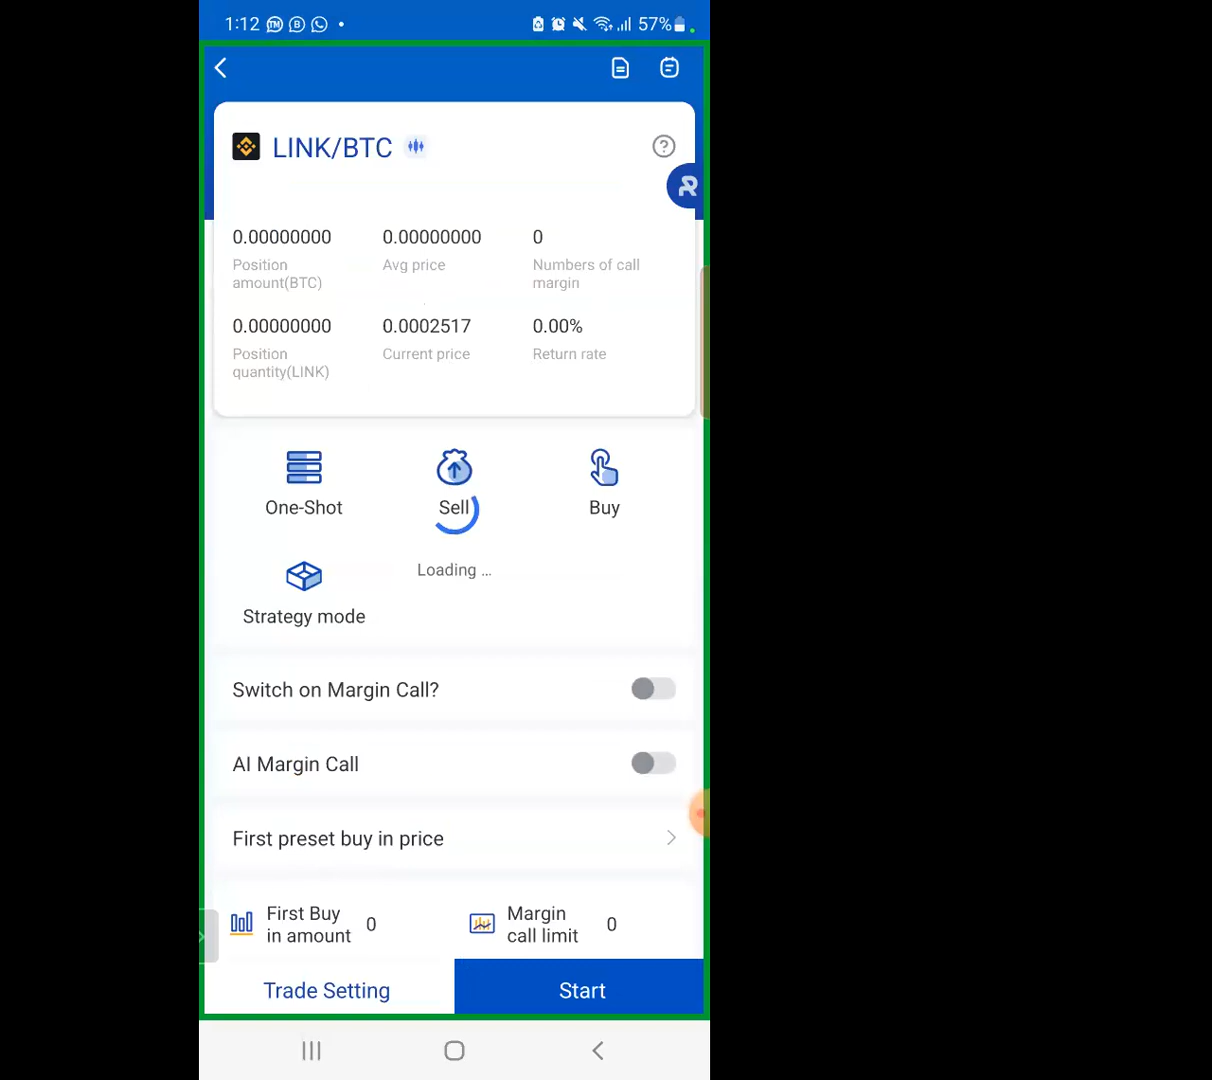 1:12 57%
LINK/BTC
0.00000000 0.00000000 0
Position Avg price Numbers of call
amount(BTC) margin
0.00000000 0.0002517 0.00%
Position Current price Return rate
quantity(LINK)
One-Shot Sell Buy
Loading ...
Strategy mode
Switch on Margin Call?
AI Margin Call
First preset buy in price
First Buy Margin
in amount 0 call limit 0
Trade Setting Start